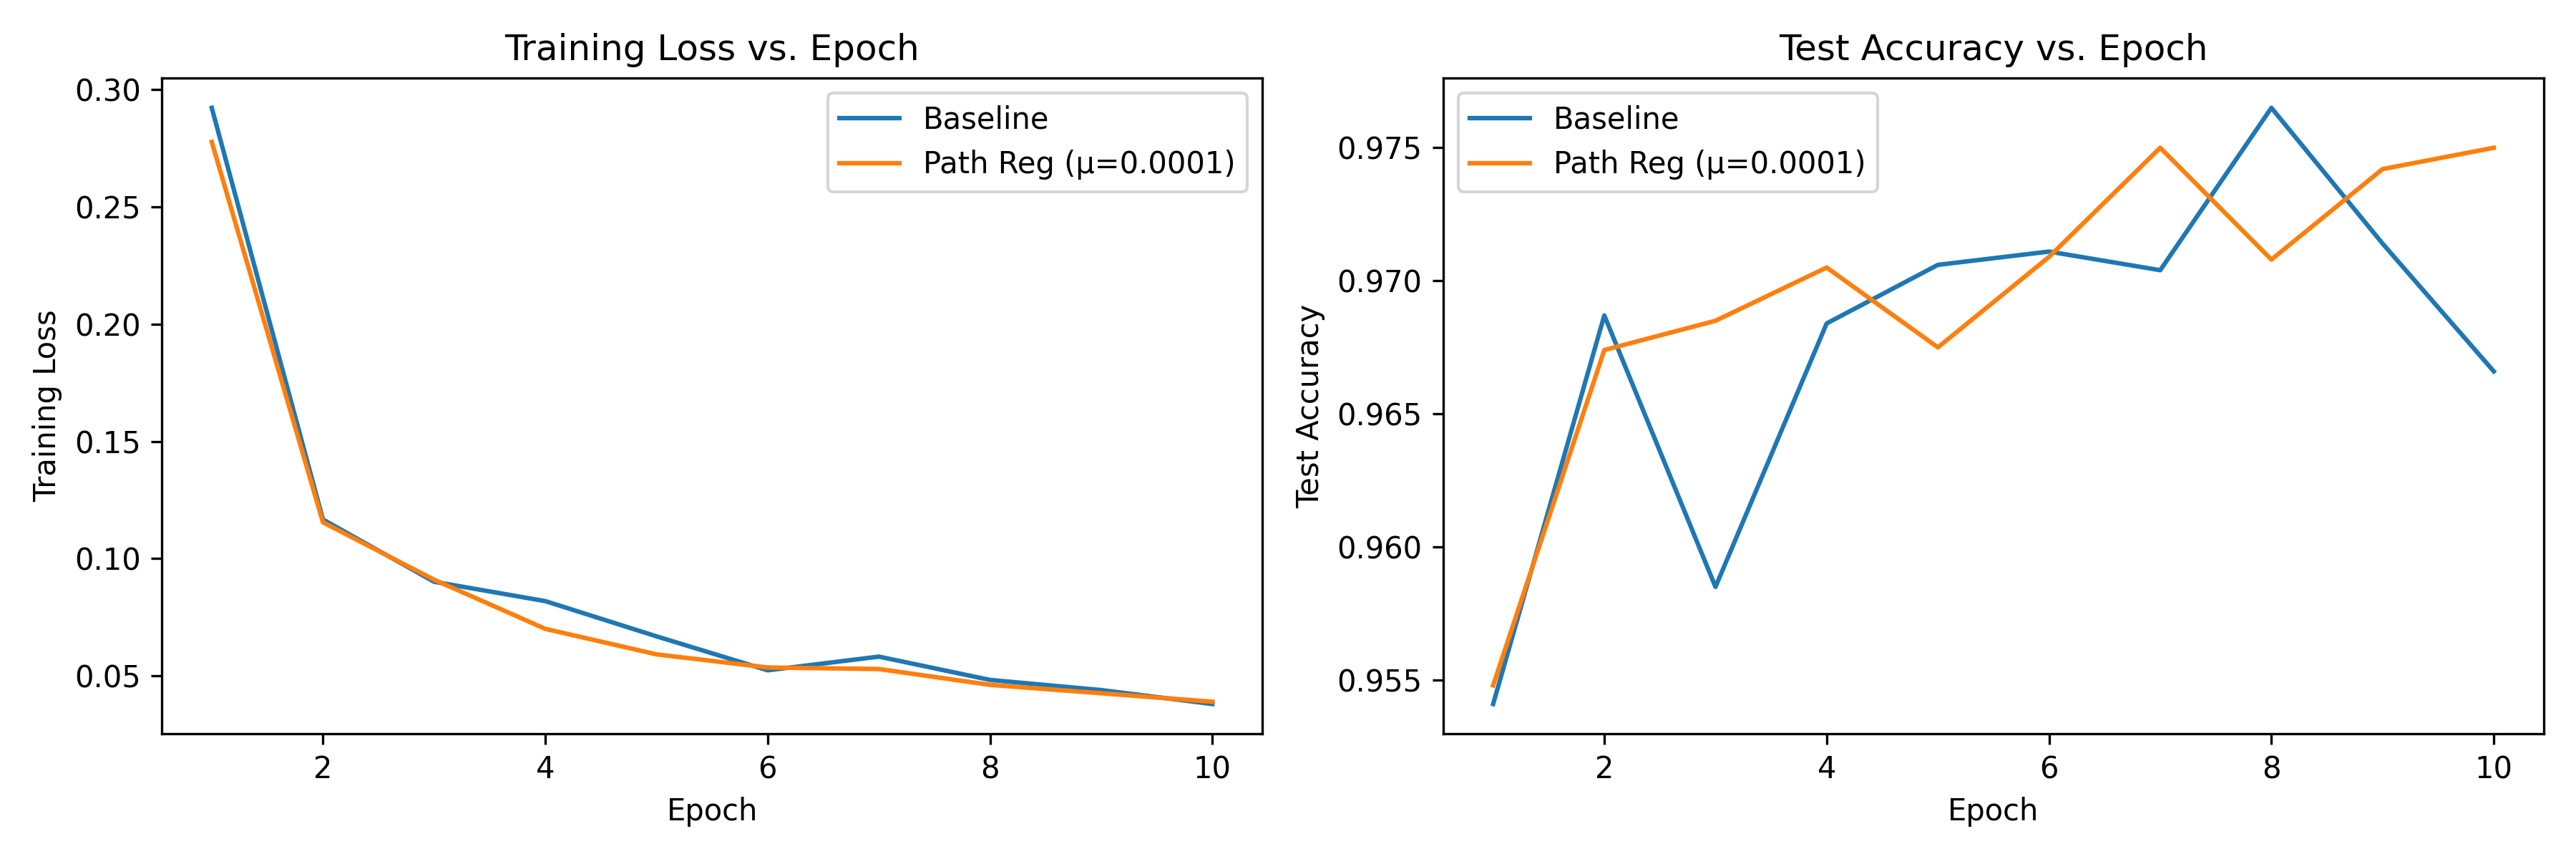 Training Loss vs. Epoch
Training Loss
0.30
0.25
0.20
0.15
0.10
0.05
Baseline
Path Reg (μ=0.0001)
2 4 6 8 10
Epoch
Test Accuracy vs. Epoch
Test Accuracy
0.975
0.970
0.965
0.960
0.955
Baseline
Path Reg (μ=0.0001)
2 4 6 8 10
Epoch